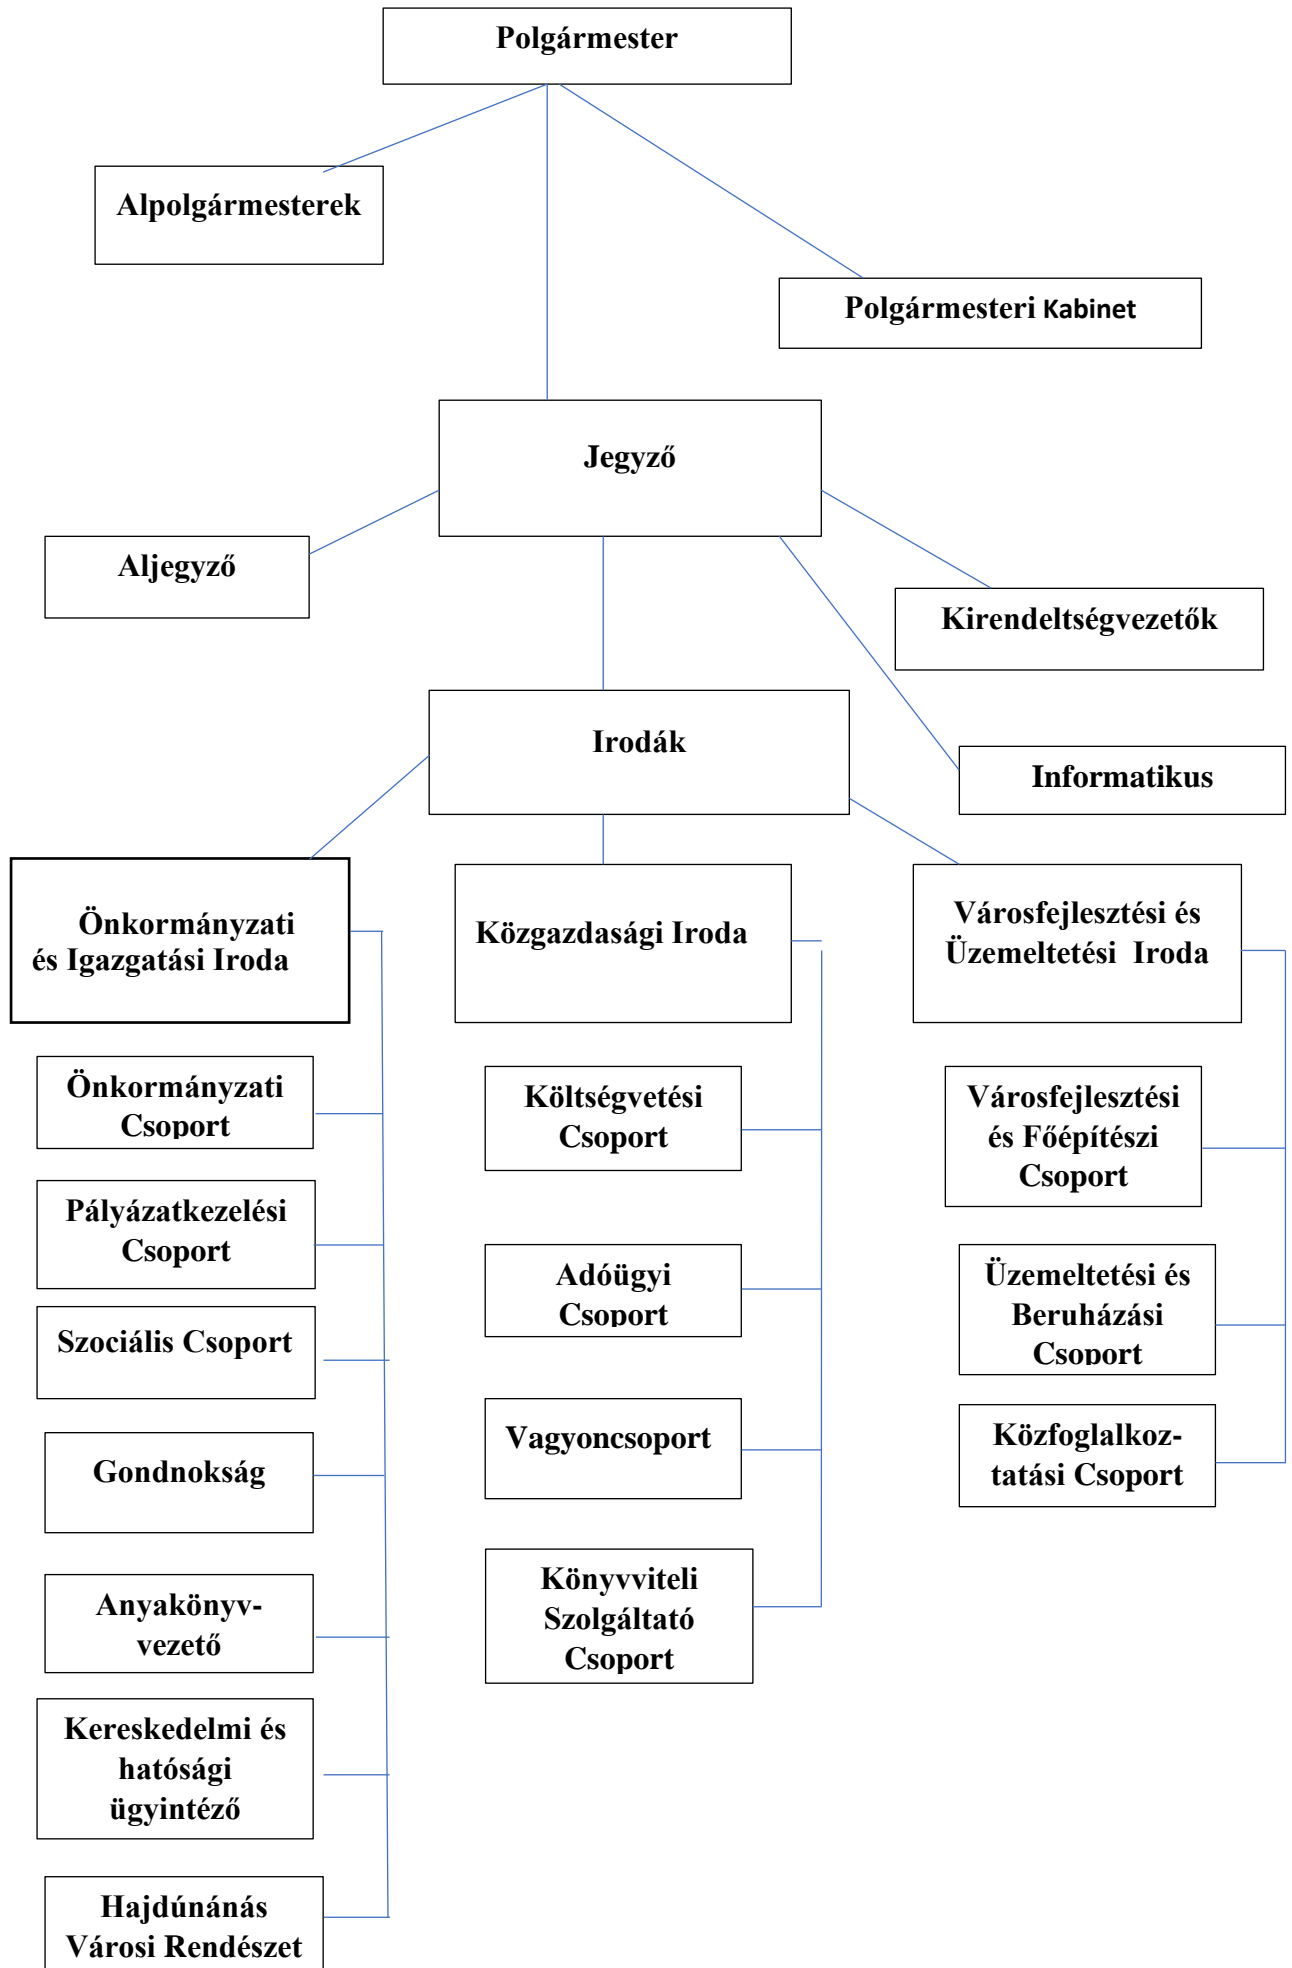 Polgármester
Alpolgármesterek
Polgármesteri Kabinet
Jegyző
Aljegyző
Kirendeltségvezetők
Irodák
Informatikus
Önkormányzati
és Igazgatási Iroda
Közgazdasági Iroda
Városfejlesztési és
Üzemeltetési Iroda
Önkormányzati
Csoport
Pályázatkezelési
Csoport
Szociális Csoport
Gondnokság
Anyakönyv-
vezető
Kereskedelmi és
hatósági
ügyintéző
Hajdúnánás
Városi Rendészet
Költségvetési
Csoport
Adóügyi
Csoport
Vagyoncsoport
Könyvviteli
Szolgáltató
Csoport
Városfejlesztési
és Főépítészi
Csoport
Üzemeltetési és
Beruházási
Csoport
Közfoglalkoz-
tatási Csoport